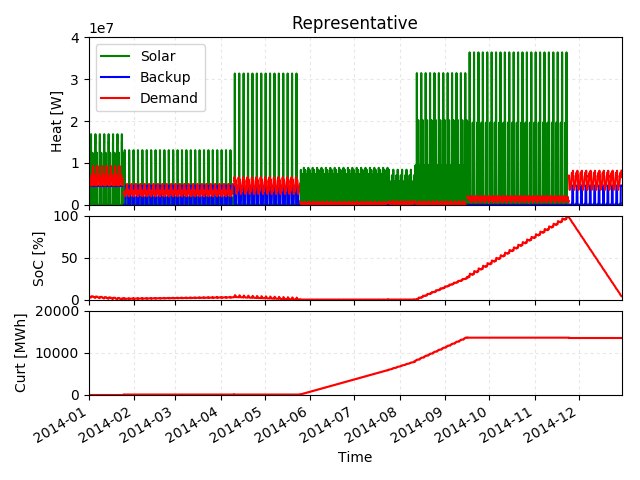 Representative
1e7
4
3
2
1
0
Heat [W]
Solar
Backup
Demand
100
50
0
SoC [%]
20000
10000
0
Curt [MWh]
2014-01
2014-02
2014-03
2014-04
2014-05
2014-06
2014-07
2014-08
2014-09
2014-10
2014-11
2014-12
Time